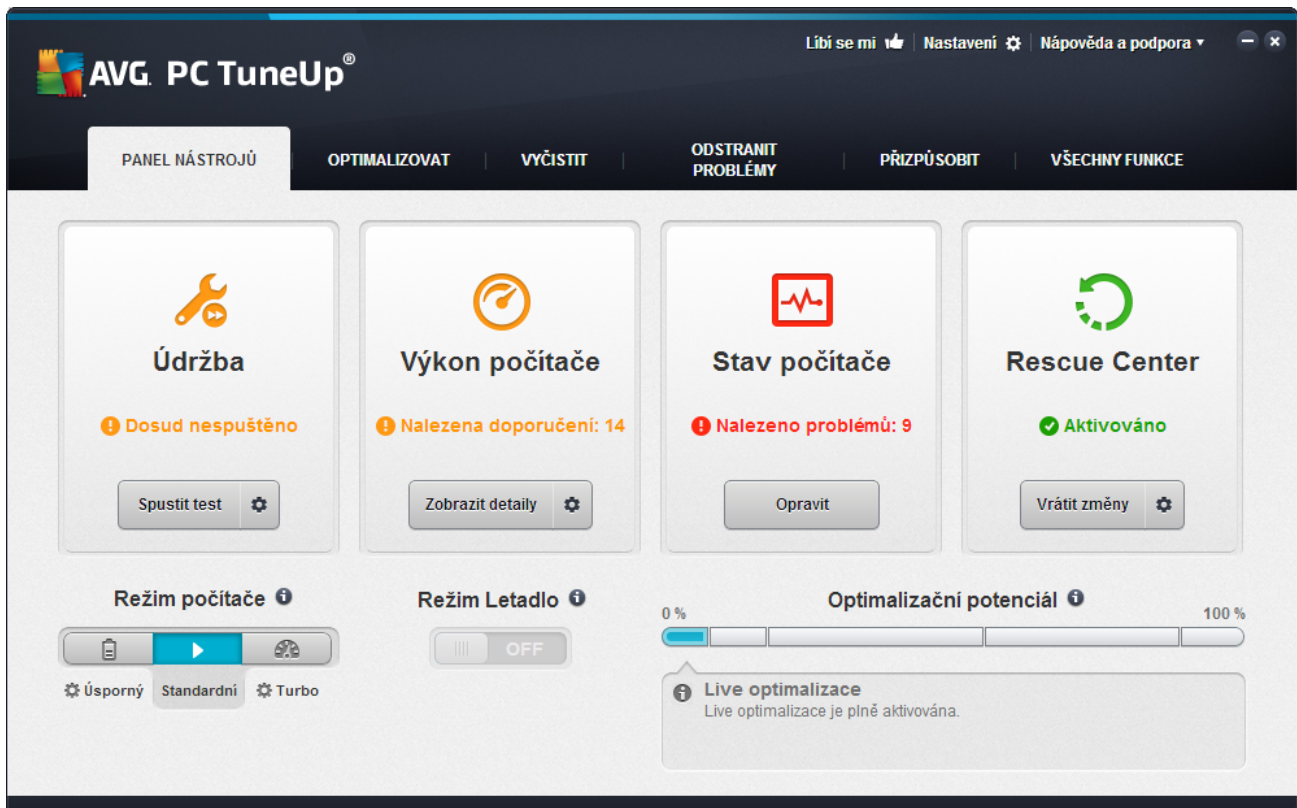 Líbí se mi
Nastavení
Nápověda a podpora
AVG. PC TuneUp®
PANEL NÁSTROJŮ
OPTIMALIZOVAT
VYČISTIT
ODSTRANIT
PROBLÉMY
PŘIZPŮSOBIT
VŠECHNY FUNKCE
Údržba
Dosud nespuštěno
Spustit test
Výkon počítače
Nalezena doporučení: 14
Zobrazit detaily
Stav počítače
Nalezeno problémů: 9
Opravit
Rescue Center
Aktivováno
Vrátit změny
Režim počítače
Úsporný
Standardní
Turbo
Režim Letadlo
OFF
Optimalizační potenciál
0 %
100 %
Live optimalizace
Live optimalizace je plně aktivována.